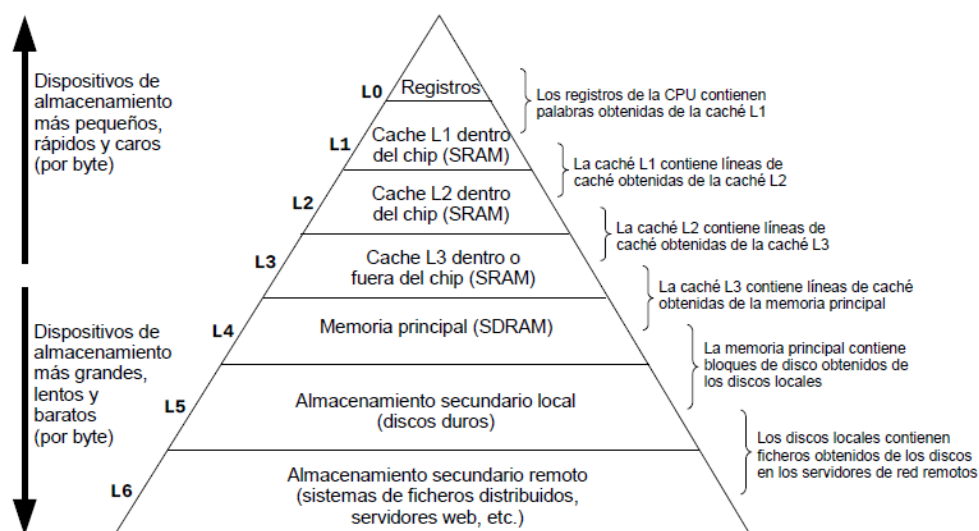 Dispositivos de
almacenamiento
más pequeños,
rápidos y caros
(por byte)
Dispositivos de
almacenamiento
más grandes,
lentos y
baratos
(por byte)
L0
Registros
L1
Cache L1 dentro
del chip (SRAM)
L2
Cache L2 dentro
del chip (SRAM)
L3
Cache L3 dentro o
fuera del chip (SRAM)
L4
Memoria principal (SDRAM)
L5
Almacenamiento secundario local
(discos duros)
L6
Almacenamiento secundario remoto
(sistemas de ficheros distribuidos,
servidores web, etc.)
Los registros de la CPU contienen
palabras obtenidas de la caché L1
La caché L1 contiene líneas de
caché obtenidas de la caché L2
La caché L2 contiene líneas de
caché obtenidas de la caché L3
La caché L3 contiene líneas de caché
obtenidas de la memoria principal
La memoria principal contiene
bloques de disco obtenidos de
los discos locales
Los discos locales contienen
ficheros obtenidos de los discos
en los servidores de red remotos